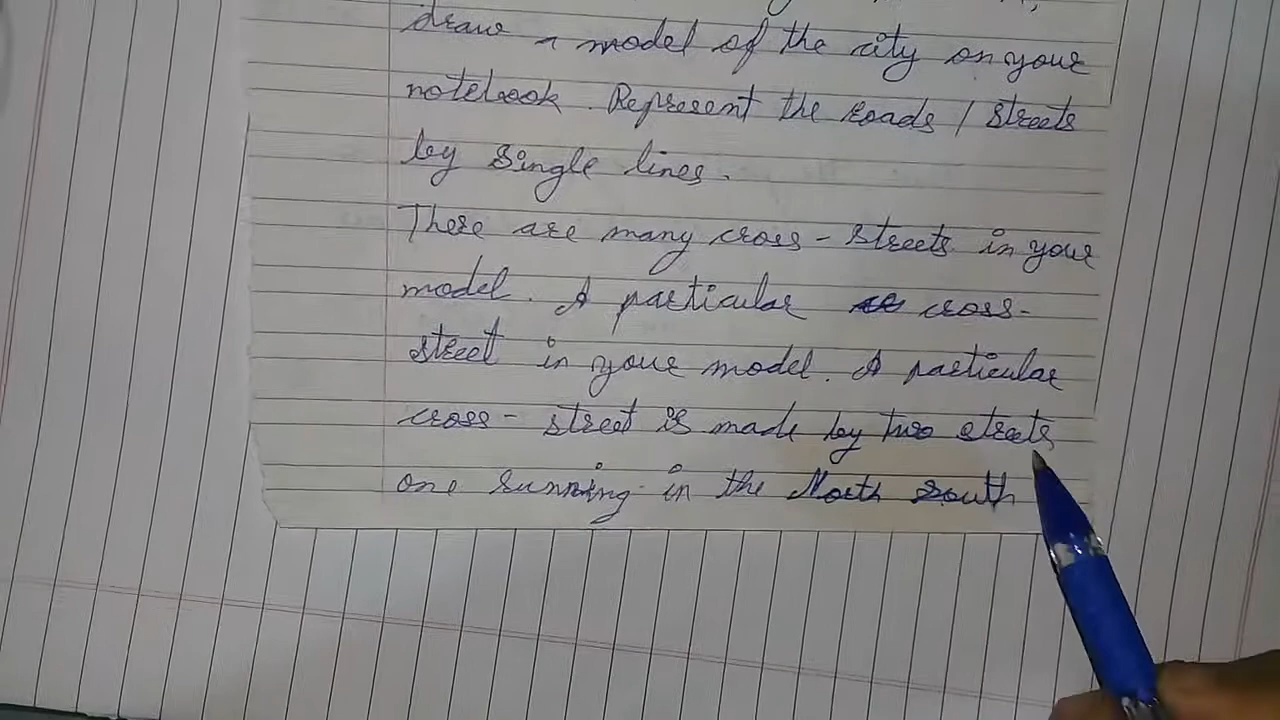 draw a model of the city on your
notebook. Represent the roads / streets
by single lines.
There are many cross - streets in your
model. A particular cross-
street in your model. A particular
cross - street is made by two streets
one running in the North South